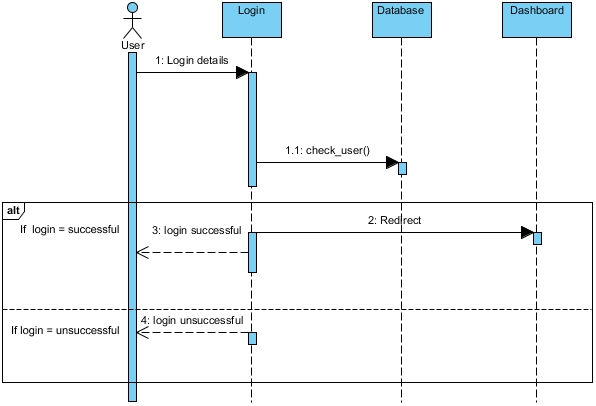 Login
Database
Dashboard
User
1: Login details
1.1: check_user()
alt
2: Redirect
If login = successful
3: login successful
4: login unsuccessful
If login = unsuccessful